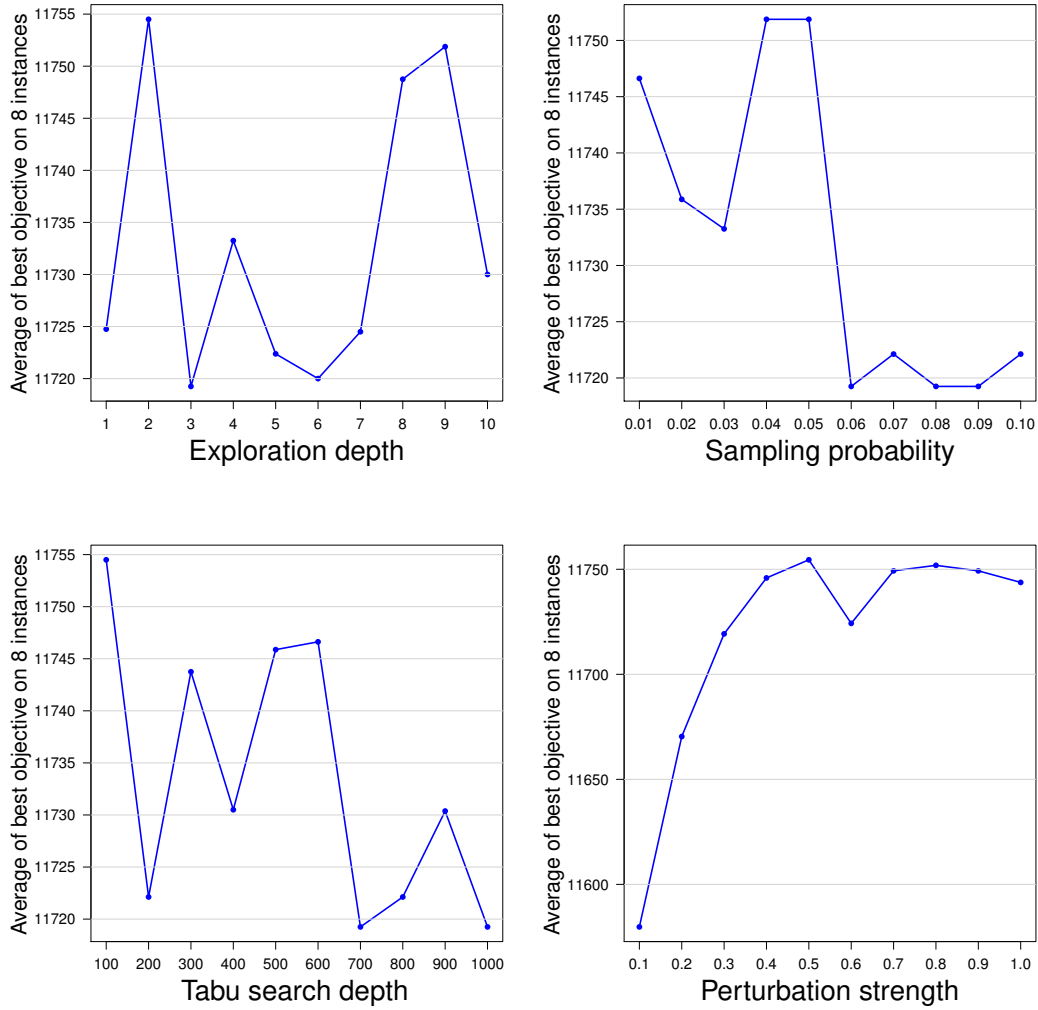 Average of best objective on 8 instances
11755
11750
11745
11740
11735
11730
11725
11720
1 2 3 4 5 6 7 8 9 10
Exploration depth
Average of best objective on 8 instances
11750
11745
11740
11735
11730
11725
11720
0.01 0.02 0.03 0.04 0.05 0.06 0.07 0.08 0.09 0.10
Sampling probability
Average of best objective on 8 instances
11755
11750
11745
11740
11735
11730
11725
11720
100 200 300 400 500 600 700 800 900 1000
Tabu search depth
Average of best objective on 8 instances
11750
11700
11650
11600
0.1 0.2 0.3 0.4 0.5 0.6 0.7 0.8 0.9 1.0
Perturbation strength